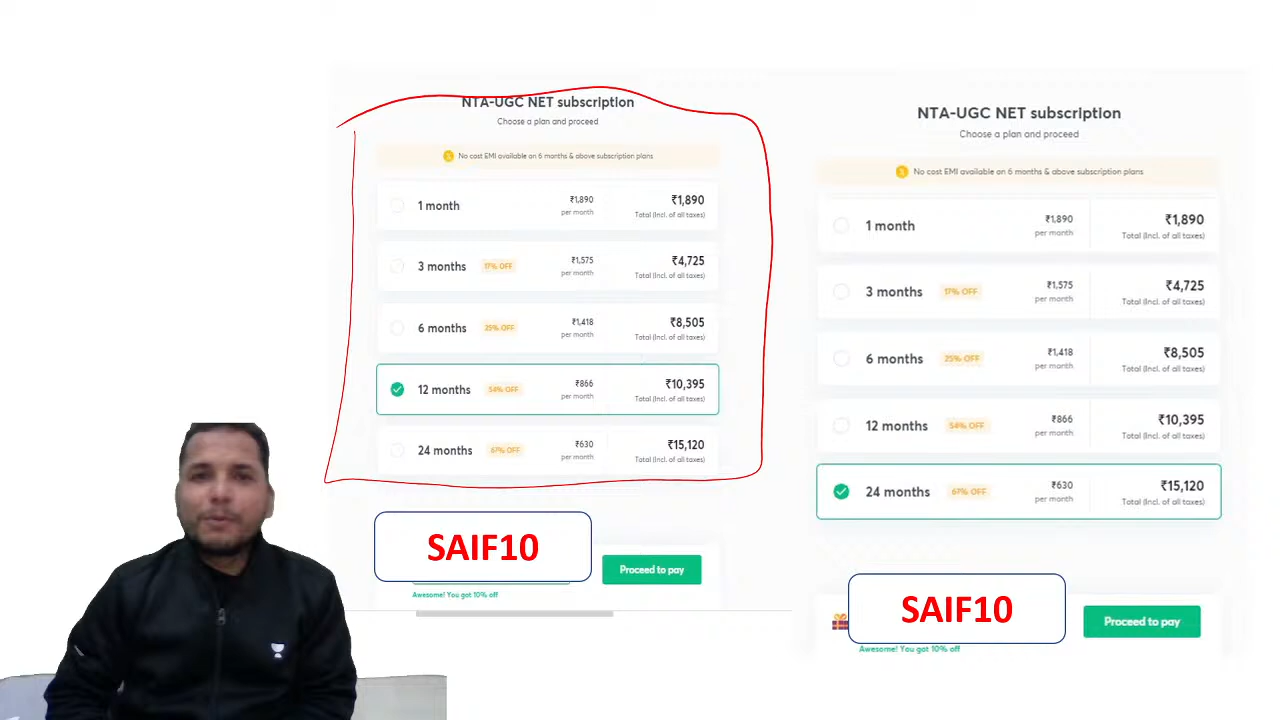 NTA-UGC NET subscription
Choose a plan and proceed
No cost EMI available on 6 months & above subscription plans
1 month ₹1,890 ₹1,890
per month Total (Incl. of all taxes)
3 months 17% OFF ₹1,575 ₹4,725
per month Total (Incl. of all taxes)
6 months 25% OFF ₹1,418 ₹8,505
per month Total (Incl. of all taxes)
12 months 54% OFF ₹866 ₹10,395
per month Total (Incl. of all taxes)
24 months 67% OFF ₹630 ₹15,120
per month Total (Incl. of all taxes)
SAIF10
Proceed to pay
Awesome! You got 10% off
NTA-UGC NET subscription
Choose a plan and proceed
No cost EMI available on 6 months & above subscription plans
1 month ₹1,890 ₹1,890
per month Total (Incl. of all taxes)
3 months 17% OFF ₹1,575 ₹4,725
per month Total (Incl. of all taxes)
6 months 25% OFF ₹1,418 ₹8,505
per month Total (Incl. of all taxes)
12 months 54% OFF ₹866 ₹10,395
per month Total (Incl. of all taxes)
24 months 67% OFF ₹630 ₹15,120
per month Total (Incl. of all taxes)
SAIF10
Proceed to pay
Awesome! You got 10% off